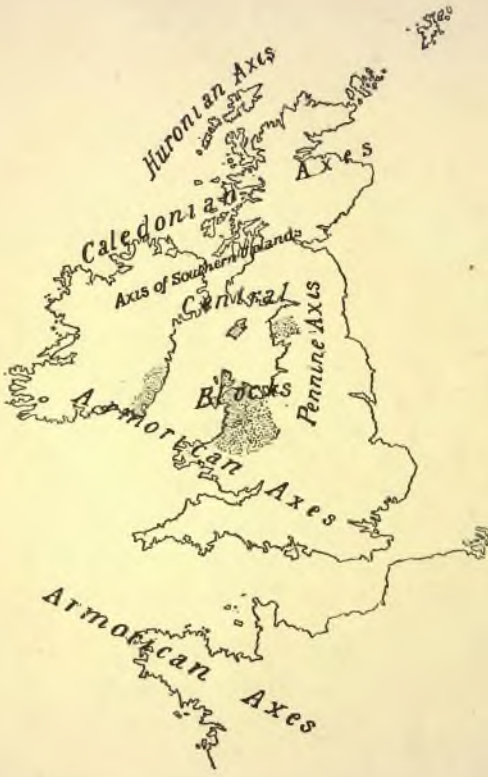 Huronian Axis
Caledonian Axes
Axis of Southern Uplands
Central
Blocks
Pennine Axis
Armorican Axes
Armorican Axes